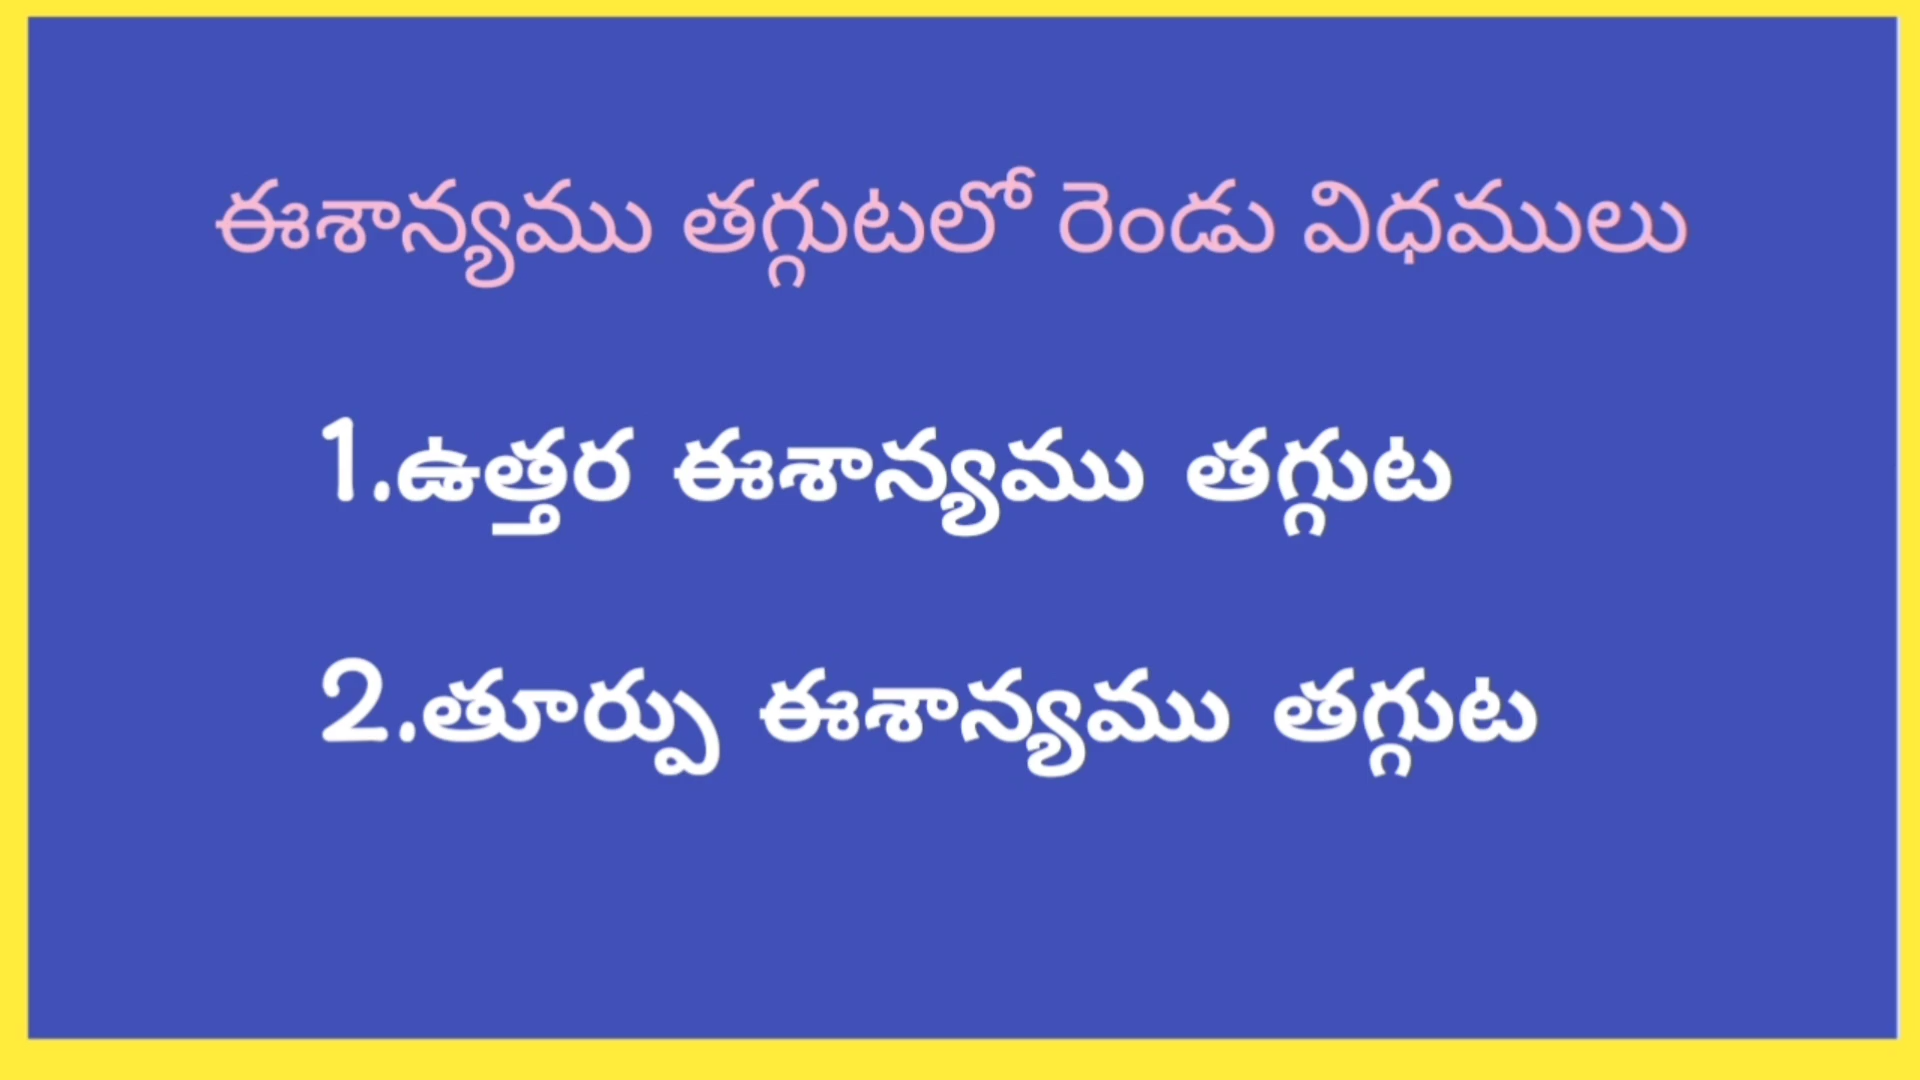 ఈశాన్యము తగ్గుటలో రెండు విధములు
1.ఉత్తర ఈశాన్యము తగ్గుట
2.తూర్పు ఈశాన్యము తగ్గుట